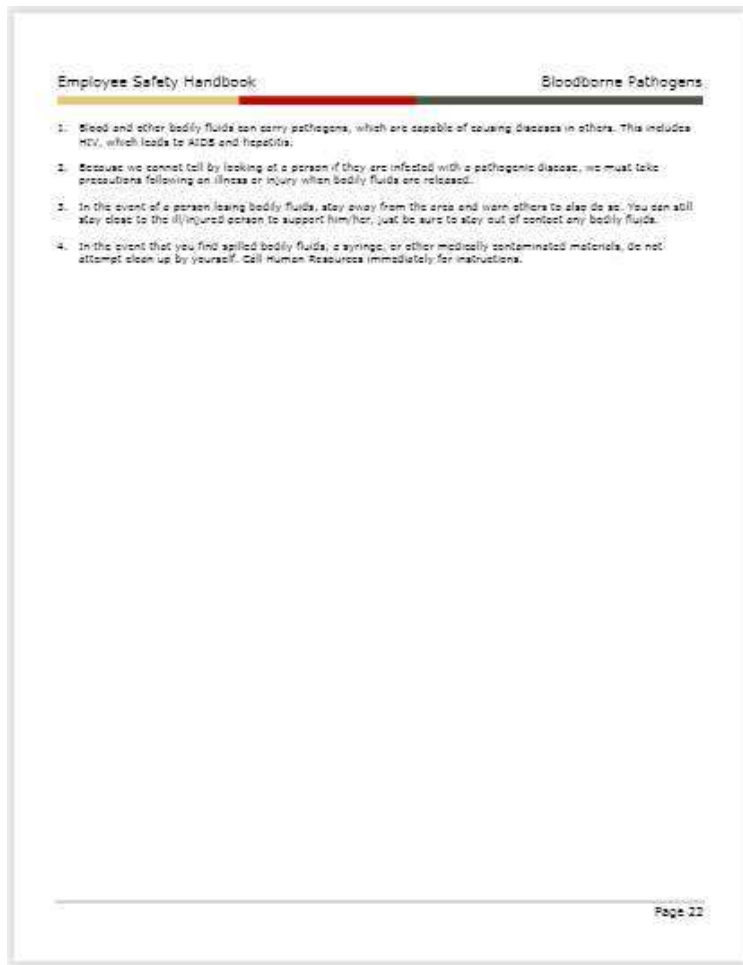 Employee Safety Handbook
Bloodborne Pathogens
1. Blood and other bodily fluids can carry pathogens, which are capable of causing diseases in others. This includes
HIV, which leads to AIDS and hepatitis.
2. Because we cannot tell by looking at a person if they are infected with a pathogenic disease, we must take
precautions following an illness or injury when bodily fluids are released.
3. In the event of a person losing bodily fluids, stay away from the area and warn others to also do so. You can still
stay close to the ill/injured person to support him/her, just be sure to stay out of contact any bodily fluids.
4. In the event that you find spilled bodily fluids, a syringe, or other medically contaminated materials, do not
attempt clean up by yourself. Call Human Resources immediately for instructions.
Page 22